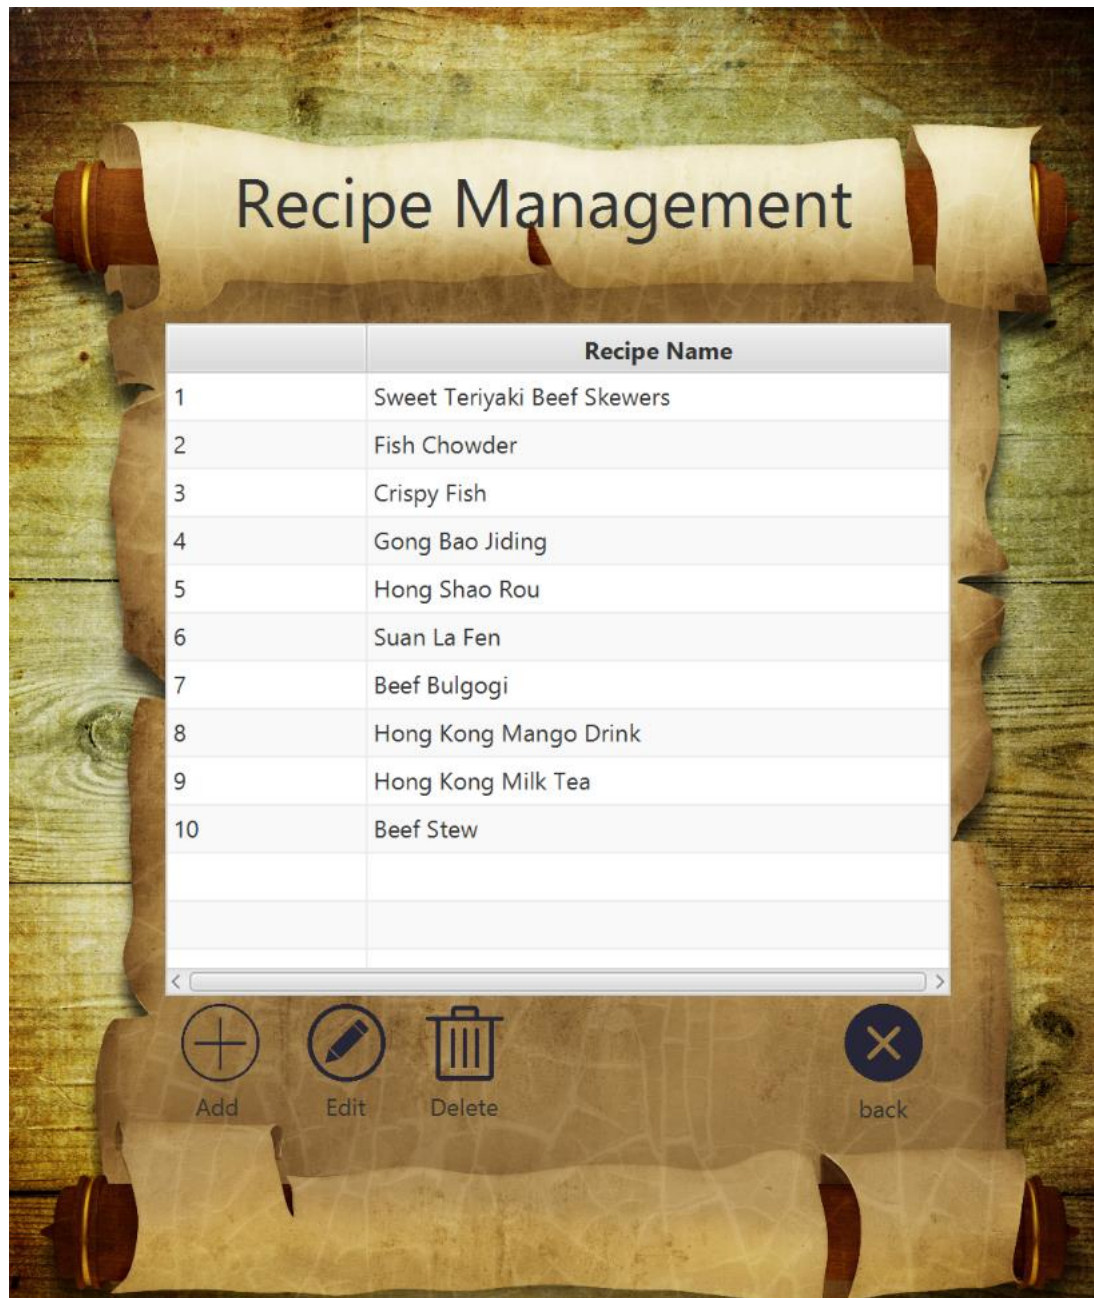 Recipe Management
Recipe Name
1 Sweet Teriyaki Beef Skewers
2 Fish Chowder
3 Crispy Fish
4 Gong Bao Jiding
5 Hong Shao Rou
6 Suan La Fen
7 Beef Bulgogi
8 Hong Kong Mango Drink
9 Hong Kong Milk Tea
10 Beef Stew
Add Edit Delete back